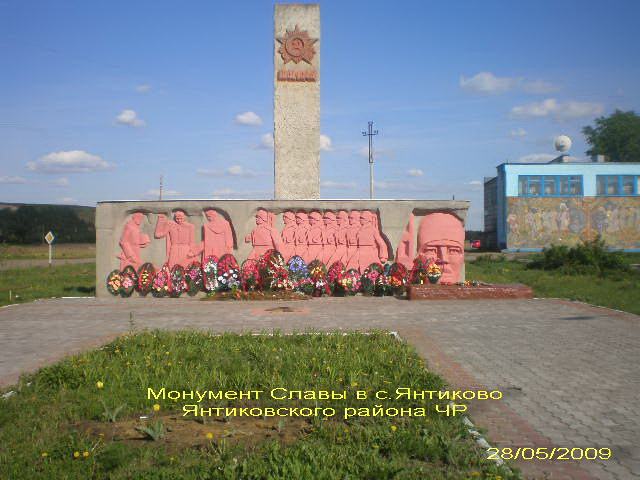 Монумент Славы в с.Янтиково
Янтиковского района ЧР
28/05/2009